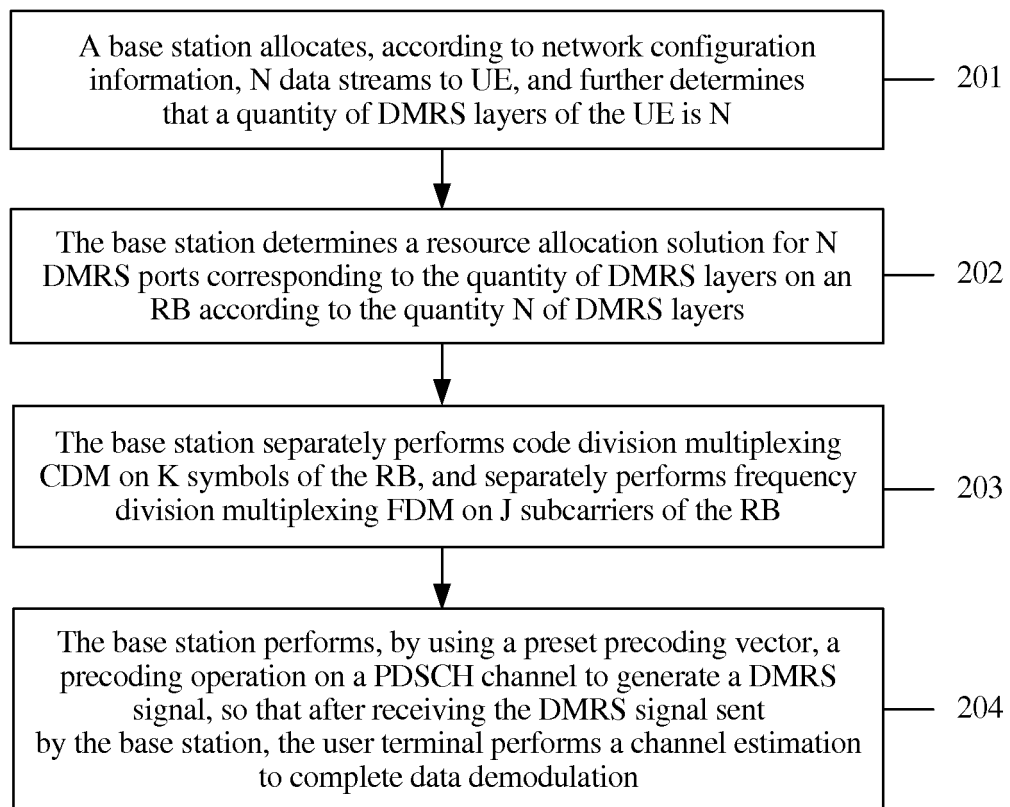 A base station allocates, according to network configuration
information, N data streams to UE, and further determines
that a quantity of DMRS layers of the UE is N
201
The base station determines a resource allocation solution for N
DMRS ports corresponding to the quantity of DMRS layers on an
RB according to the quantity N of DMRS layers
202
The base station separately performs code division multiplexing
CDM on K symbols of the RB, and separately performs frequency
division multiplexing FDM on J subcarriers of the RB
203
The base station performs, by using a preset precoding vector, a
precoding operation on a PDSCH channel to generate a DMRS
signal, so that after receiving the DMRS signal sent
by the base station, the user terminal performs a channel estimation
to complete data demodulation
204